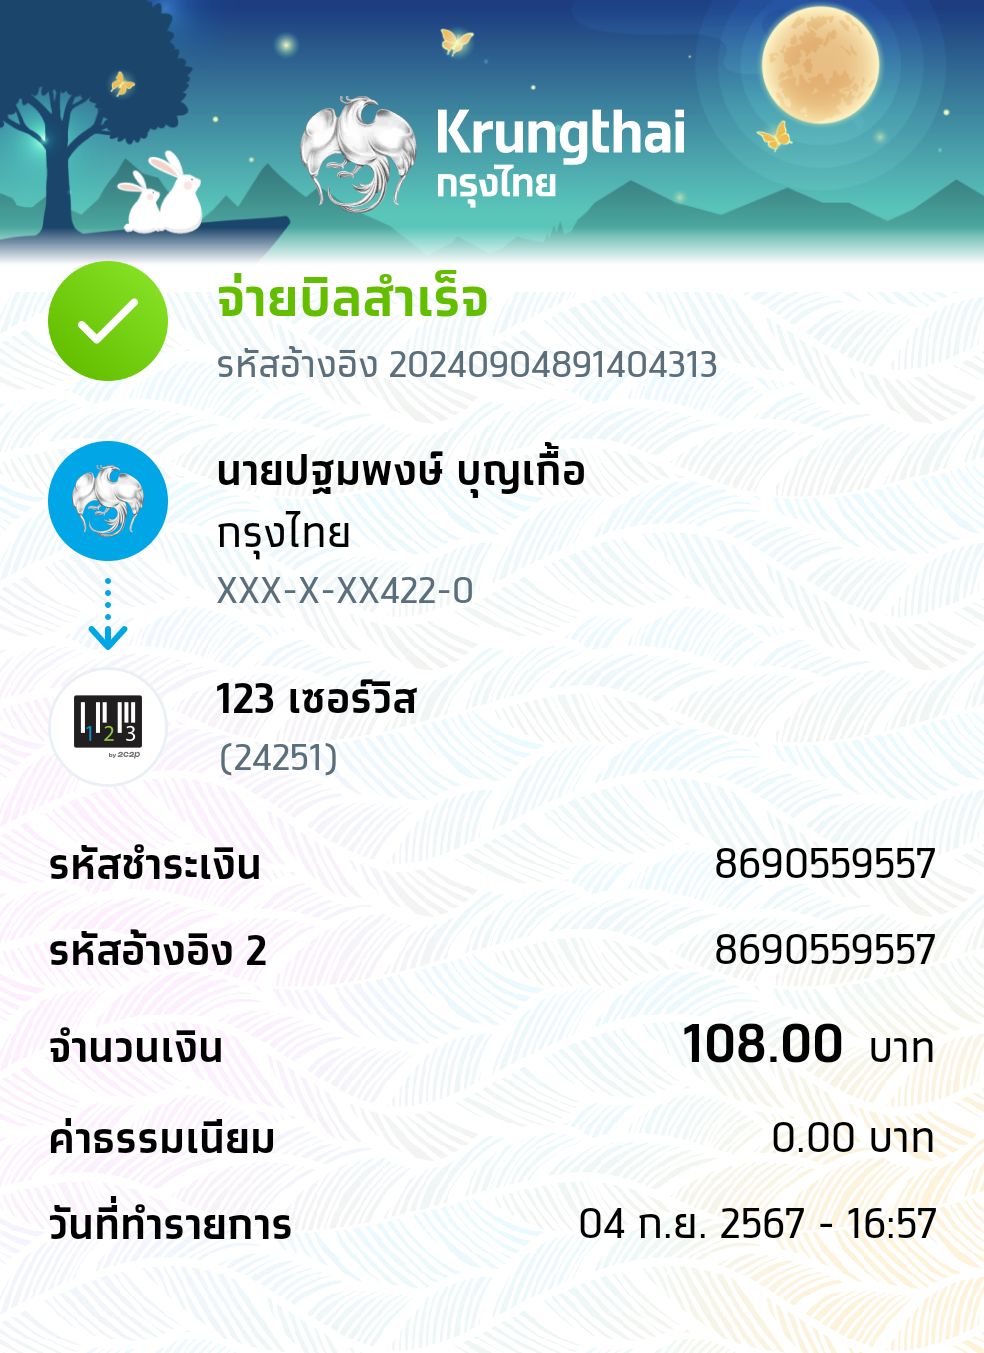 Krungthai
กรุงไทย
จ่ายบิลสำเร็จ
รหัสอ้างอิง 20240904891404313
นายปฐมพงษ์ บุญเกื้อ
กรุงไทย
XXX-X-XX422-0
123 เซอร์วิส
1 2 3
by 2c2p
(24251)
รหัสชำระเงิน 8690559557
รหัสอ้างอิง 2 8690559557
จำนวนเงิน 108.00 บาท
ค่าธรรมเนียม 0.00 บาท
วันที่ทำรายการ 04 ก.ย. 2567 - 16:57